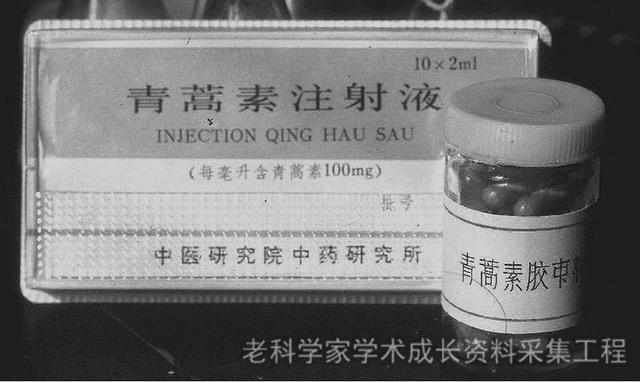 10×2ml
青蒿素注射液
INJECTION QING HAU SAU
(每毫升含青蒿素100mg)
批号
中医研究院中药研究所
青蒿素胶束剂
老科学家学术成长资料采集工程